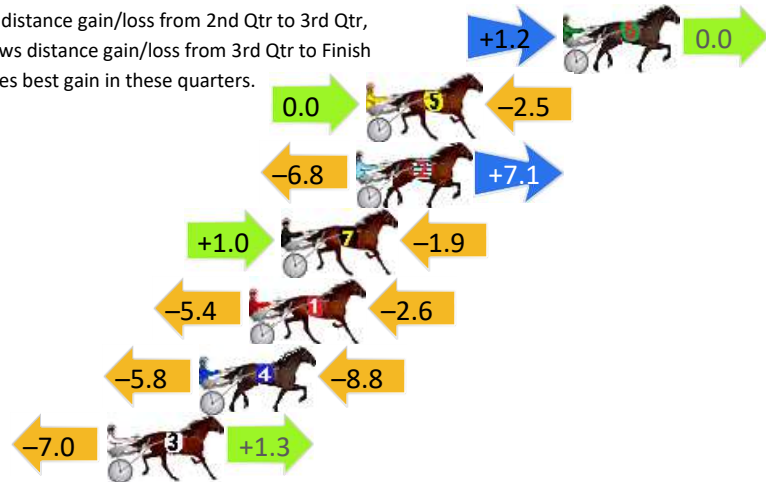 distance gain/loss from 2nd Qtr to 3rd Qtr,
ws distance gain/loss from 3rd Qtr to Finish
es best gain in these quarters.
+1.2 6 0.0
0.0 5 –2.5
–6.8 2 +7.1
+1.0 7 –1.9
–5.4 1 –2.6
–5.8 4 –8.8
–7.0 3 +1.3